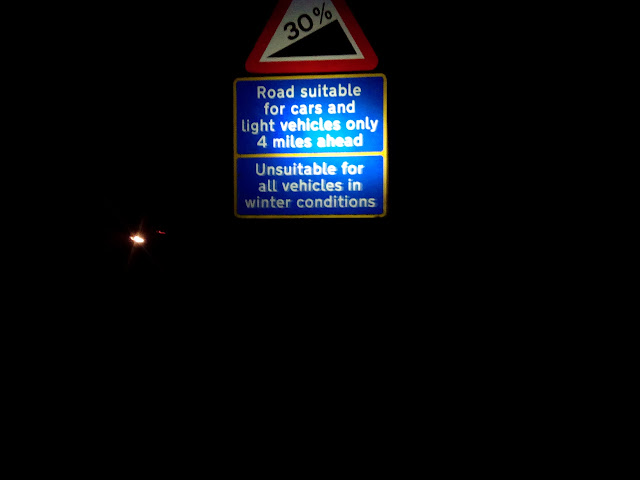 30%
Road suitable
for cars and
light vehicles only
4 miles ahead
Unsuitable for
all vehicles in
winter conditions